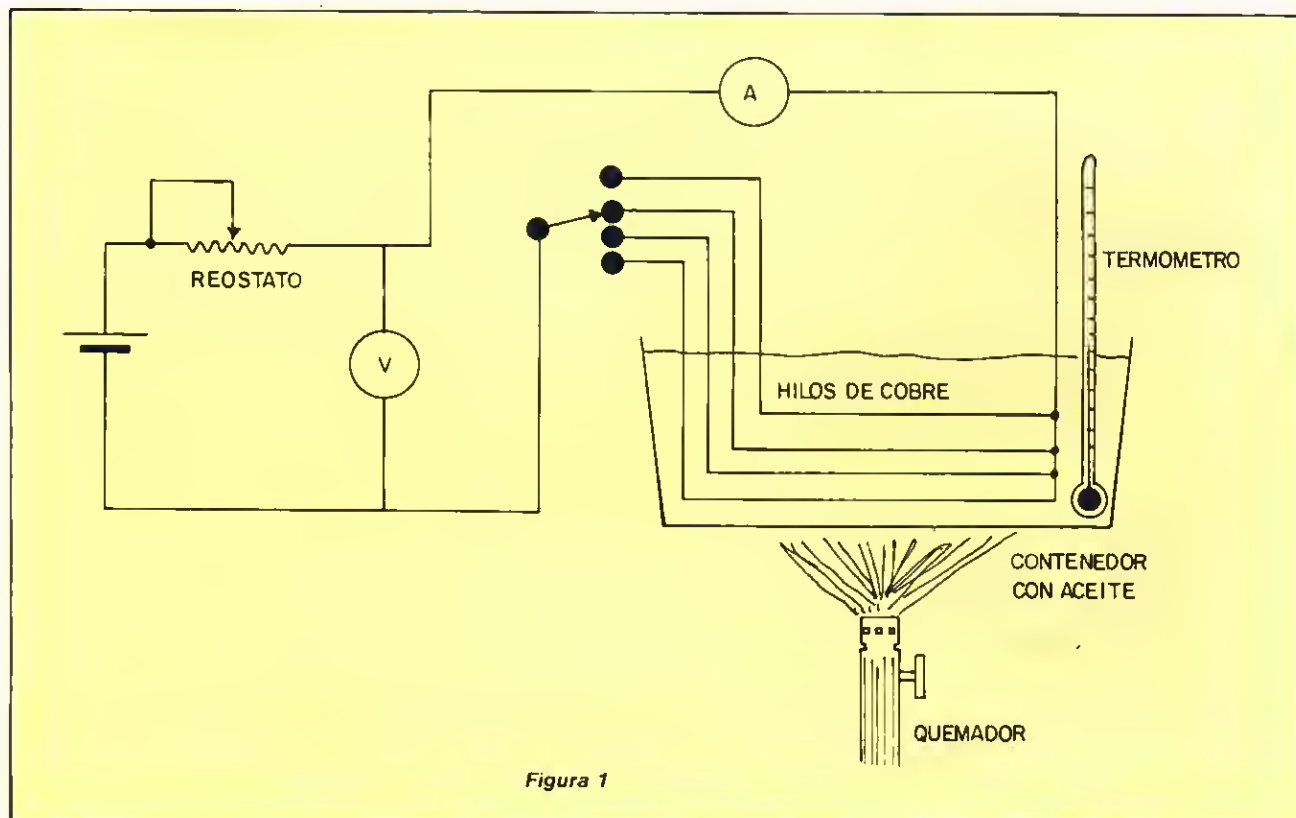 A
REOSTATO
V
TERMOMETRO
HILOS DE COBRE
CONTENEDOR
CON ACEITE
QUEMADOR
Figura 1